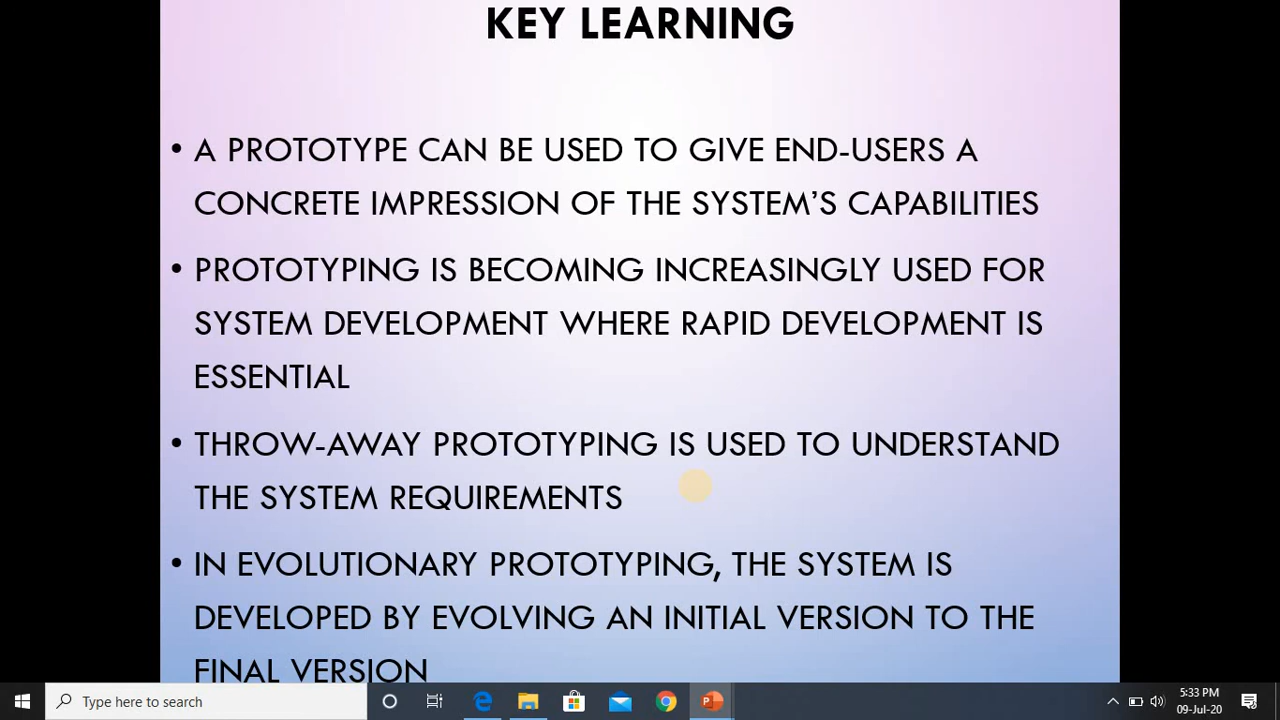 KEY LEARNING
• A PROTOTYPE CAN BE USED TO GIVE END-USERS A
CONCRETE IMPRESSION OF THE SYSTEM’S CAPABILITIES
• PROTOTYPING IS BECOMING INCREASINGLY USED FOR
SYSTEM DEVELOPMENT WHERE RAPID DEVELOPMENT IS
ESSENTIAL
• THROW-AWAY PROTOTYPING IS USED TO UNDERSTAND
THE SYSTEM REQUIREMENTS
• IN EVOLUTIONARY PROTOTYPING, THE SYSTEM IS
DEVELOPED BY EVOLVING AN INITIAL VERSION TO THE
FINAL VERSION
Type here to search
5:33 PM
09-Jul-20